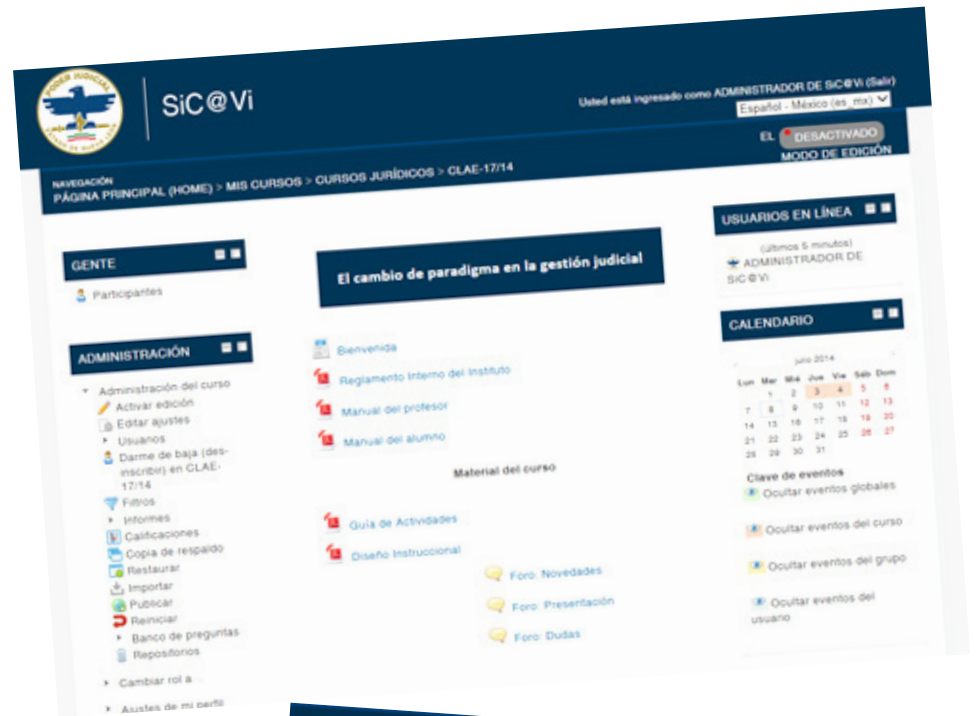 PODER JUDICIAL
SiC@Vi
Usted está ingresado como ADMINISTRADOR DE SiC@Vi (Salir)
Español - México (es_mx)
EL DESACTIVADO
MODO DE EDICIÓN
NAVEGACIÓN
PÁGINA PRINCIPAL (HOME) > MIS CURSOS > CURSOS JURÍDICOS > CLAE-17/14
GENTE
Participantes
ADMINISTRACIÓN
Administración del curso
Activar edición
Editar ajustes
Usuarios
Darme de baja (des-
inscribir) en CLAE-
17/14
Filtros
Informes
Calificaciones
Copia de respaldo
Restaurar
Importar
Publicar
Reiniciar
Banco de preguntas
Repositorios
Cambiar rol a
Ajustes de mi perfil
El cambio de paradigma en la gestión judicial
Bienvenida
Reglamento Interno del Instituto
Manual del profesor
Manual del alumno
Material del curso
Guía de Actividades
Diseño Instruccional
Foro: Novedades
Foro: Presentación
Foro: Dudas
USUARIOS EN LÍNEA
(últimos 5 minutos)
ADMINISTRADOR DE
SiC@Vi
CALENDARIO
julio 2014
Lun Mar Mié Jue Vie Sáb Dom
1 2 3 4 5 6
7 8 9 10 11 12 13
14 15 16 17 18 19 20
21 22 23 24 25 26 27
28 29 30 31
Clave de eventos
Ocultar eventos globales
Ocultar eventos del curso
Ocultar eventos del grupo
Ocultar eventos del
usuario